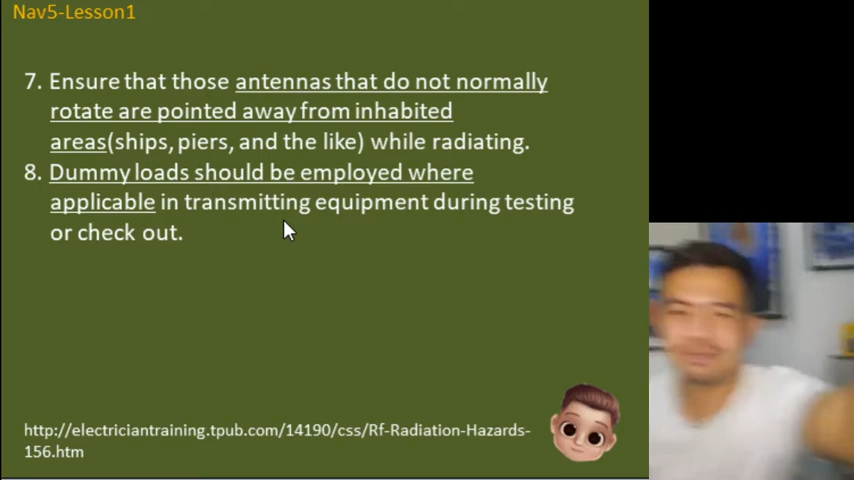 Nav5-Lesson1
7. Ensure that those antennas that do not normally
rotate are pointed away from inhabited
areas(ships, piers, and the like) while radiating.
8. Dummy loads should be employed where
applicable in transmitting equipment during testing
or check out.
http://electriciantraining.tpub.com/14190/css/Rf-Radiation-Hazards-
156.htm